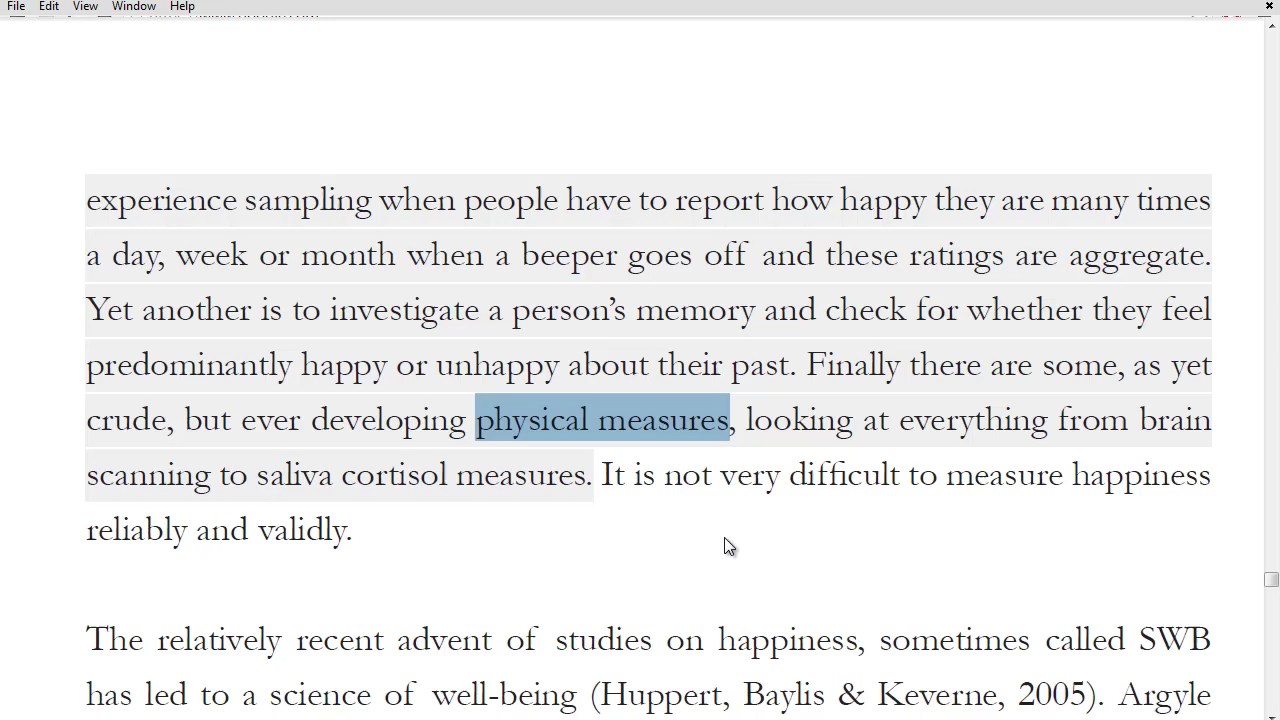 File Edit View Window Help
experience sampling when people have to report how happy they are many times
a day, week or month when a beeper goes off and these ratings are aggregate.
Yet another is to investigate a person’s memory and check for whether they feel
predominantly happy or unhappy about their past. Finally there are some, as yet
crude, but ever developing physical measures, looking at everything from brain
scanning to saliva cortisol measures. It is not very difficult to measure happiness
reliably and validly.
The relatively recent advent of studies on happiness, sometimes called SWB
has led to a science of well-being (Huppert, Baylis & Keverne, 2005). Argyle